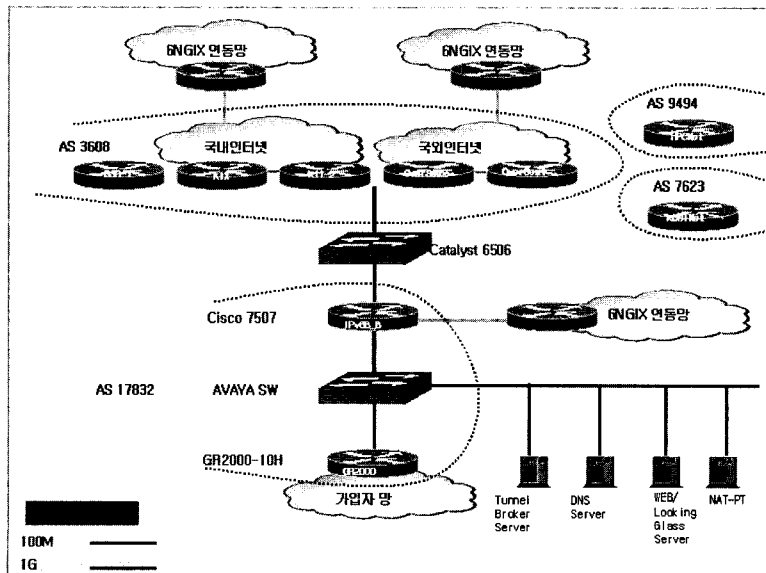 6NGIX 연동망
6NGIX 연동망
AS 9494
AS 3608
국내인터넷
국외인터넷
AS 7623
Catalyst 6506
Cisco 7507
6NGIX 연동망
AS 17832
AVAYA SW
GR2000-10H
GR2000
가입자 망
Tunnel
Broker
Server
DNS
Server
WEB/
Looking
Glass
Server
NAT-PT
100M
1G